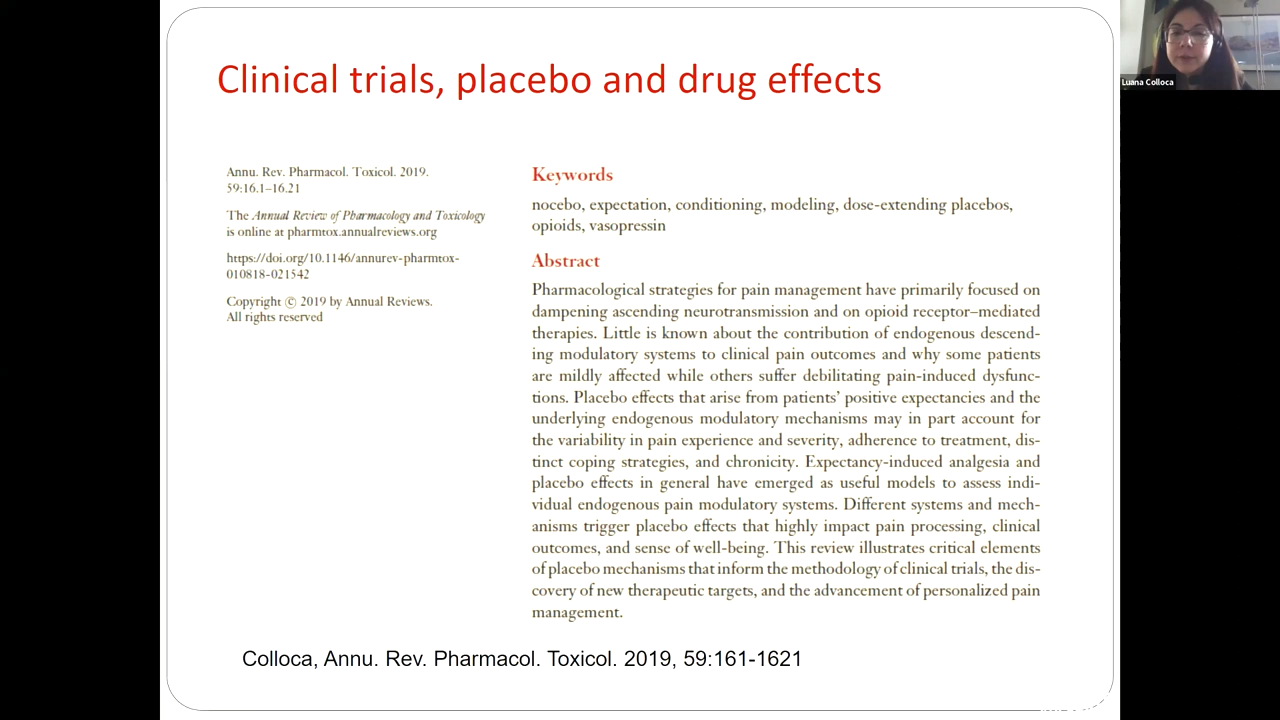 Clinical trials, placebo and drug effects
Luana Colloca
Annu. Rev. Pharmacol. Toxicol. 2019.
59:16.1–16.21
The Annual Review of Pharmacology and Toxicology
is online at pharmtox.annualreviews.org
https://doi.org/10.1146/annurev-pharmtox-
010818-021542
Copyright © 2019 by Annual Reviews.
All rights reserved
Keywords
nocebo, expectation, conditioning, modeling, dose-extending placebos,
opioids, vasopressin
Abstract
Pharmacological strategies for pain management have primarily focused on
dampening ascending neurotransmission and on opioid receptor–mediated
therapies. Little is known about the contribution of endogenous descend-
ing modulatory systems to clinical pain outcomes and why some patients
are mildly affected while others suffer debilitating pain-induced dysfunc-
tions. Placebo effects that arise from patients’ positive expectancies and the
underlying endogenous modulatory mechanisms may in part account for
the variability in pain experience and severity, adherence to treatment, dis-
tinct coping strategies, and chronicity. Expectancy-induced analgesia and
placebo effects in general have emerged as useful models to assess indi-
vidual endogenous pain modulatory systems. Different systems and mech-
anisms trigger placebo effects that highly impact pain processing, clinical
outcomes, and sense of well-being. This review illustrates critical elements
of placebo mechanisms that inform the methodology of clinical trials, the dis-
covery of new therapeutic targets, and the advancement of personalized pain
management.
Colloca, Annu. Rev. Pharmacol. Toxicol. 2019, 59:161-1621